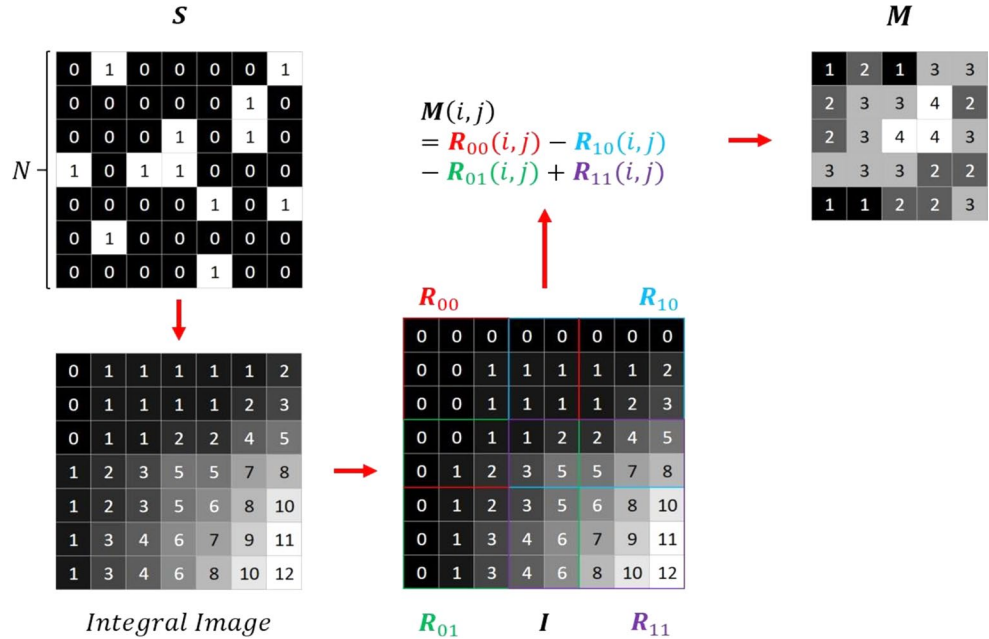 S
M
N
0 1 0 0 0 0 1
0 0 0 0 0 1 0
0 0 0 1 0 1 0
1 0 1 1 0 0 0
0 0 0 0 1 0 1
0 1 0 0 0 0 0
0 0 0 0 1 0 0
M(i, j)
= R00(i, j) − R10(i, j)
− R01(i, j) + R11(i, j)
1 2 1 3 3
2 3 3 4 2
2 3 4 4 3
3 3 3 2 2
1 1 2 2 3
0 1 1 1 1 1 2
0 1 1 1 1 2 3
0 1 1 2 2 4 5
1 2 3 5 5 7 8
1 2 3 5 6 8 10
1 3 4 6 7 9 11
1 3 4 6 8 10 12
Integral Image
R00
R10
0 0 0 0 0 0 0 0
0 0 1 1 1 1 1 2
0 0 1 1 1 1 2 3
0 0 1 1 2 2 4 5
0 1 2 3 5 5 7 8
0 1 2 3 5 6 8 10
0 1 3 4 6 7 9 11
0 1 3 4 6 8 10 12
R01
I
R11